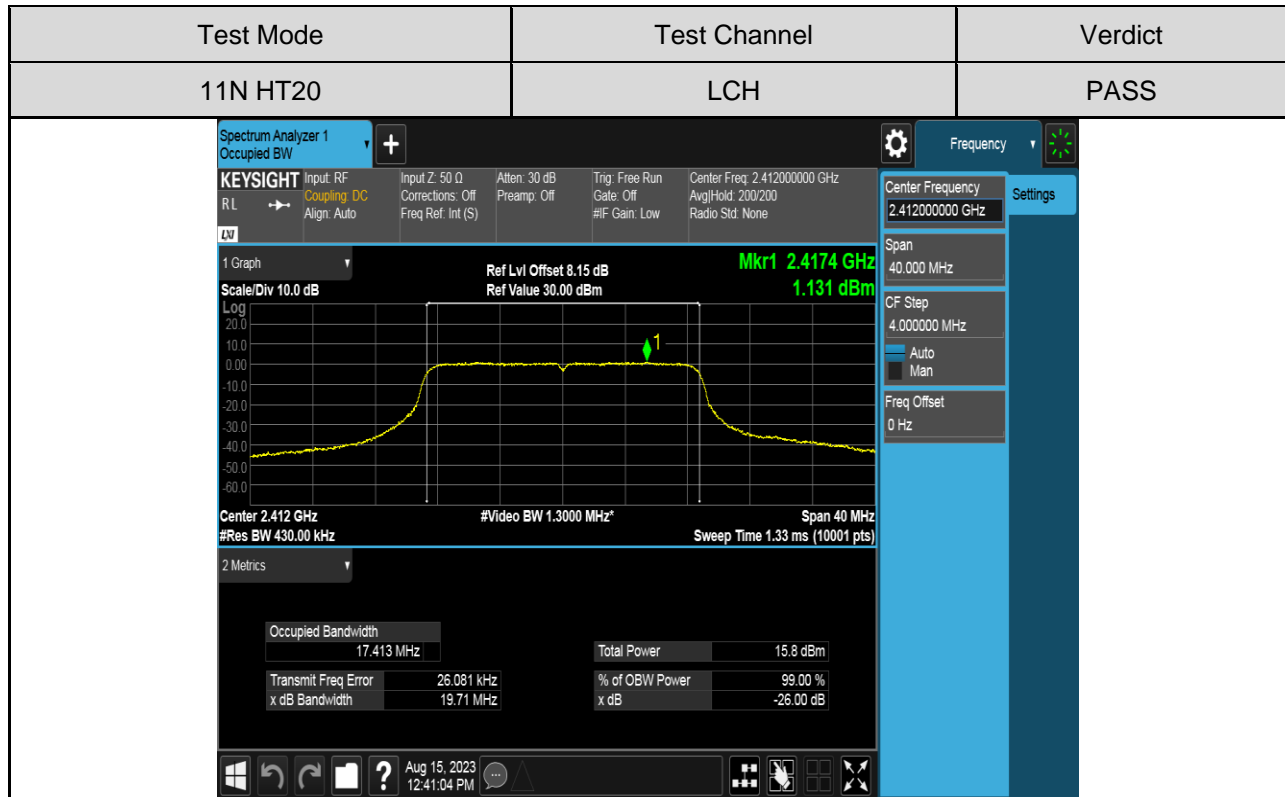 Test Mode Test Channel Verdict
11N HT20 LCH PASS
Spectrum Analyzer 1
Occupied BW
+
Frequency
KEYSIGHT
RL
LXI
Input: RF
Coupling: DC
Align: Auto
Input Z: 50 Ω
Corrections: Off
Freq Ref: Int (S)
Atten: 30 dB
Preamp: Off
Trig: Free Run
Gate: Off
#IF Gain: Low
Center Freq: 2.412000000 GHz
Avg|Hold: 200/200
Radio Std: None
Center Frequency
2.412000000 GHz
Settings
Span
40.000 MHz
CF Step
4.000000 MHz
Auto
Man
Freq Offset
0 Hz
1 Graph
Scale/Div 10.0 dB
Ref Lvl Offset 8.15 dB
Ref Value 30.00 dBm
Mkr1 2.4174 GHz
1.131 dBm
Log
20.0
10.0
0.00
-10.0
-20.0
-30.0
-40.0
-50.0
-60.0
1
Center 2.412 GHz #Video BW 1.3000 MHz* Span 40 MHz
#Res BW 430.00 kHz Sweep Time 1.33 ms (10001 pts)
2 Metrics
Occupied Bandwidth
17.413 MHz
Total Power 15.8 dBm
Transmit Freq Error 26.081 kHz % of OBW Power 99.00 %
x dB Bandwidth 19.71 MHz x dB -26.00 dB
?
Aug 15, 2023
12:41:04 PM